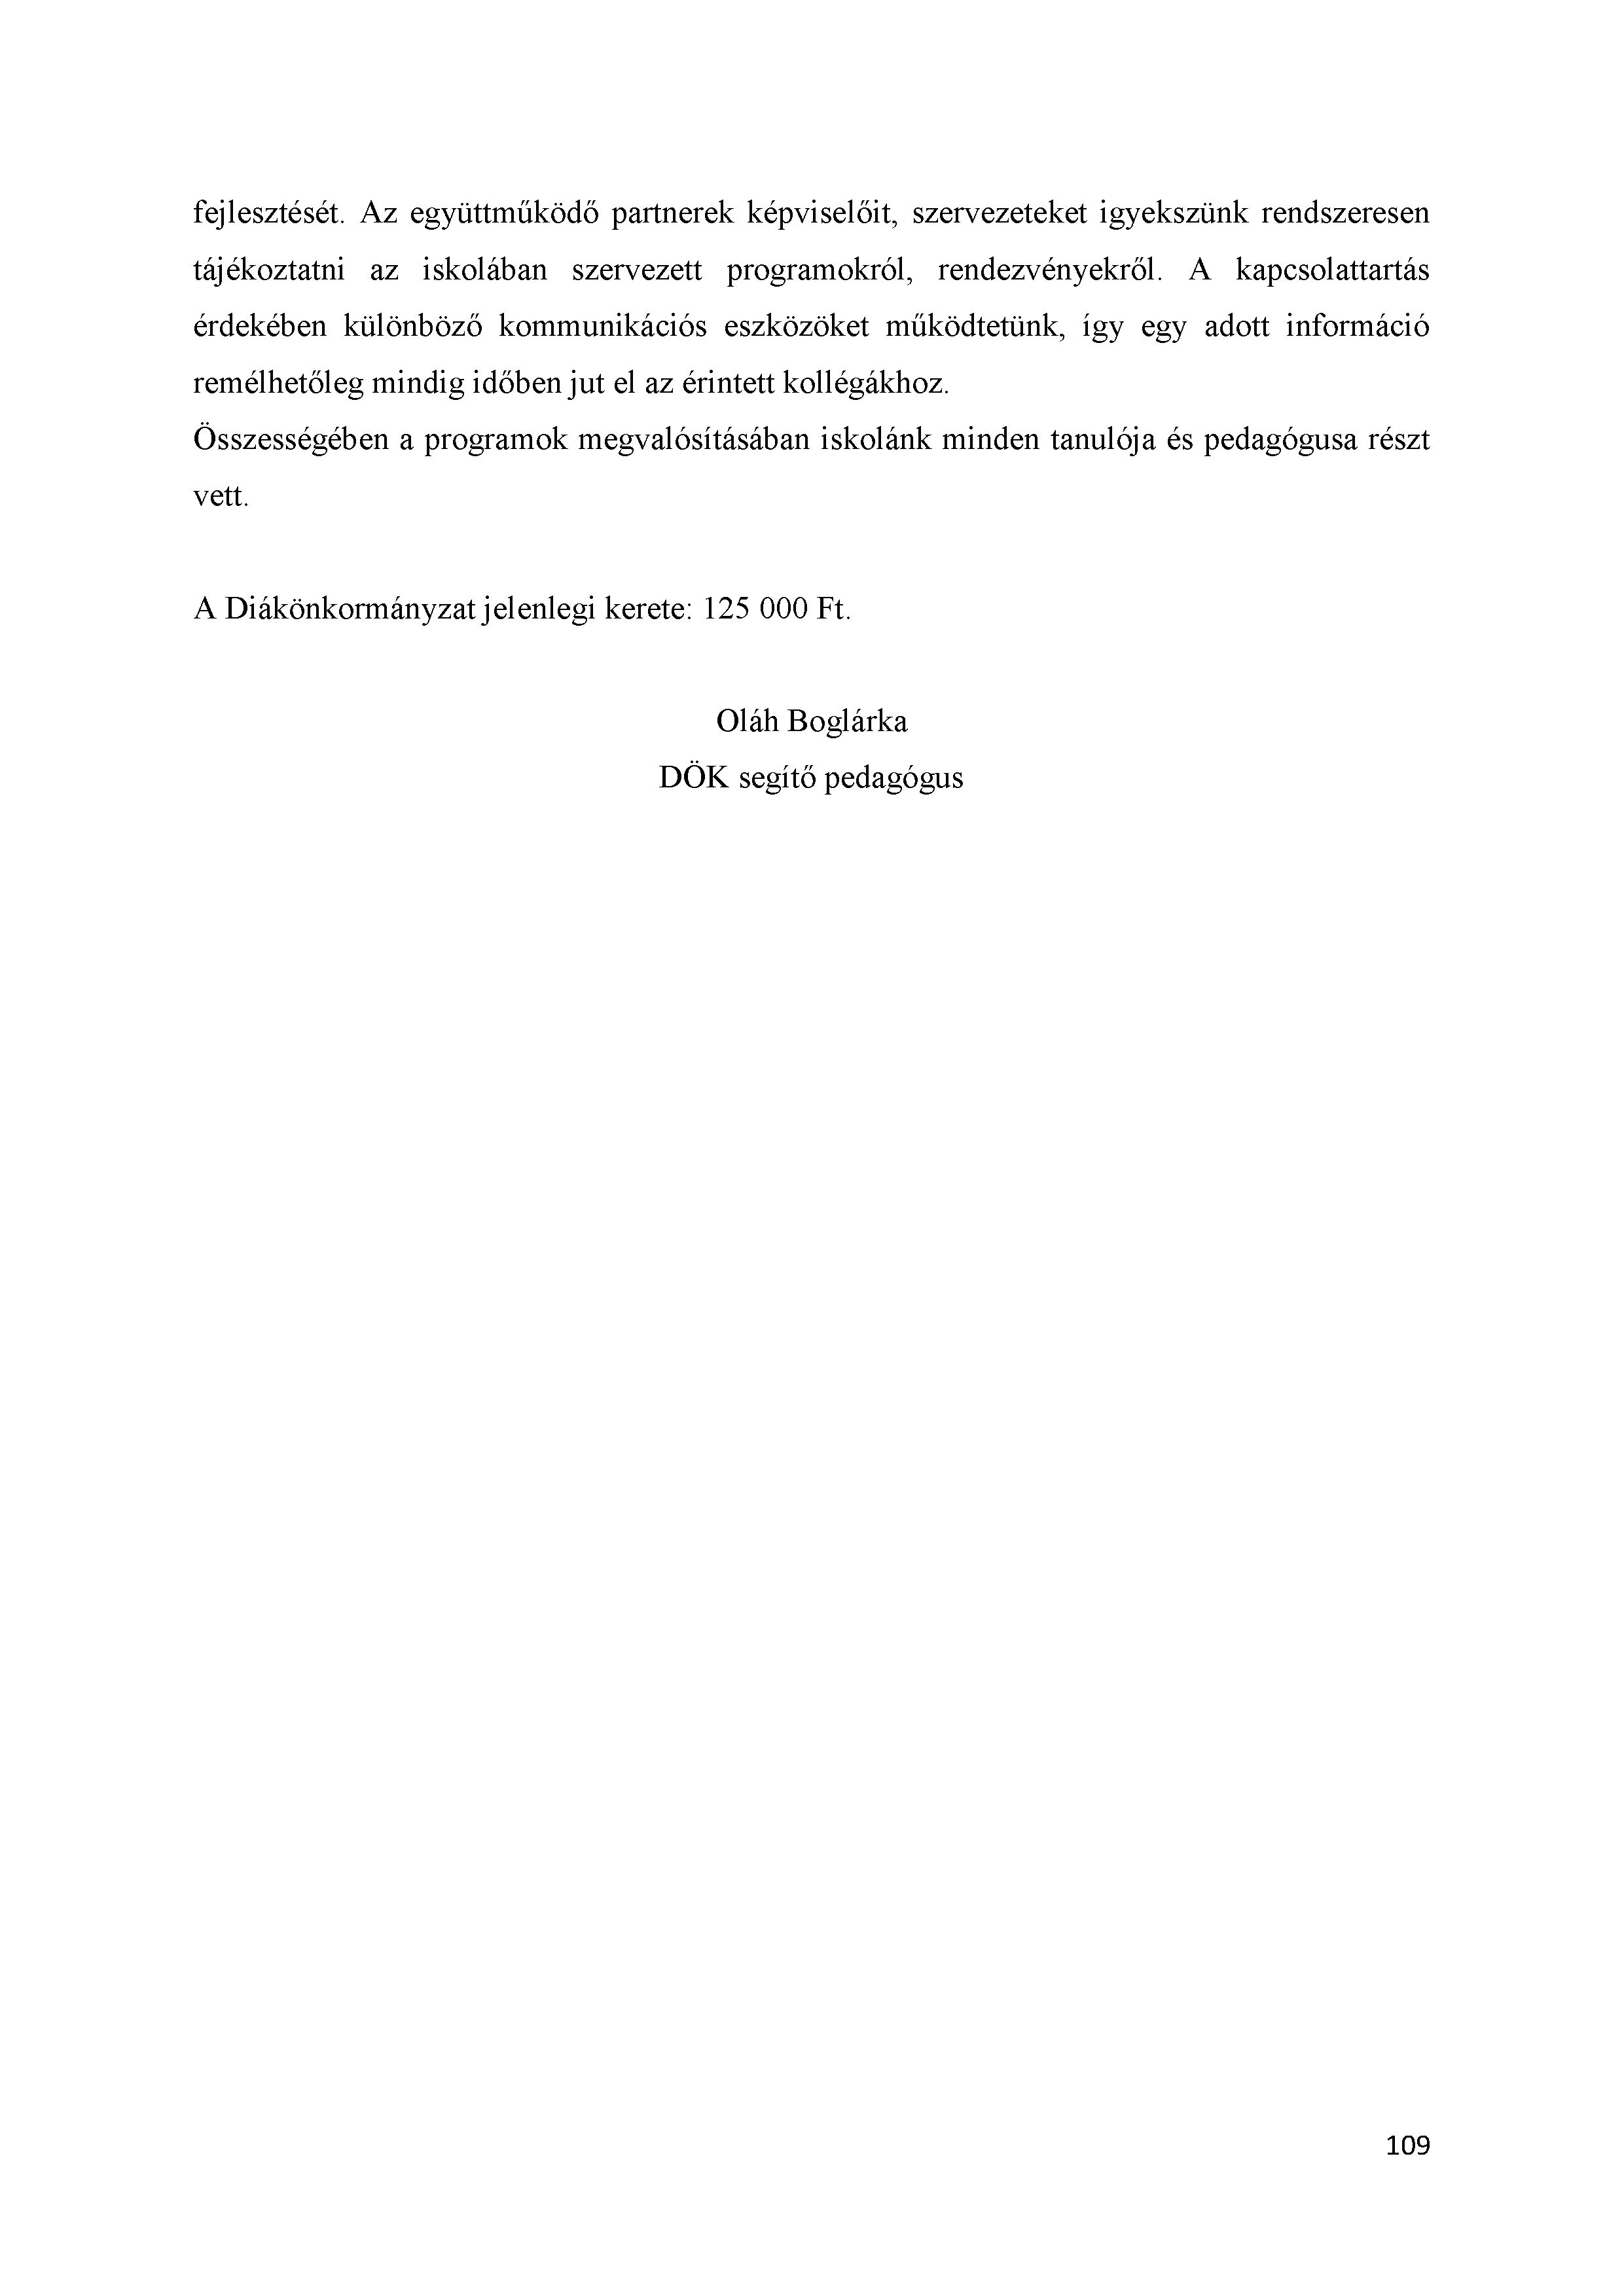 fejlesztését. Az együttműködő partnerek képviselőit, szervezeteket igyekszünk rendszeresen
tájékoztatni az iskolában szervezett programokról, rendezvényekről. A kapcsolattartás
érdekében különböző kommunikációs eszközöket működtetünk, így egy adott információ
remélhetőleg mindig időben jut el az érintett kollégákhoz.
Összességében a programok megvalósításában iskolánk minden tanulója és pedagógusa részt
vett.
A Diákönkormányzat jelenlegi kerete: 125 000 Ft.
Oláh Boglárka
DÖK segítő pedagógus
109